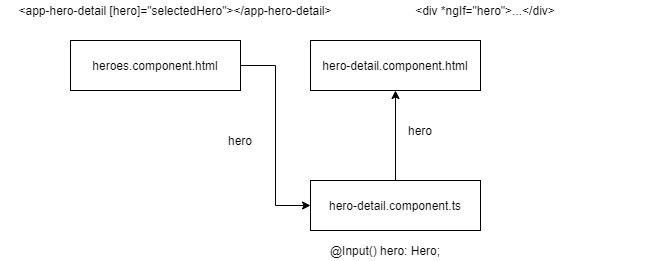 <app-hero-detail [hero]="selectedHero"></app-hero-detail>
<div *ngIf="hero">...</div>
heroes.component.html
hero-detail.component.html
hero
hero
hero-detail.component.ts
@Input() hero: Hero;